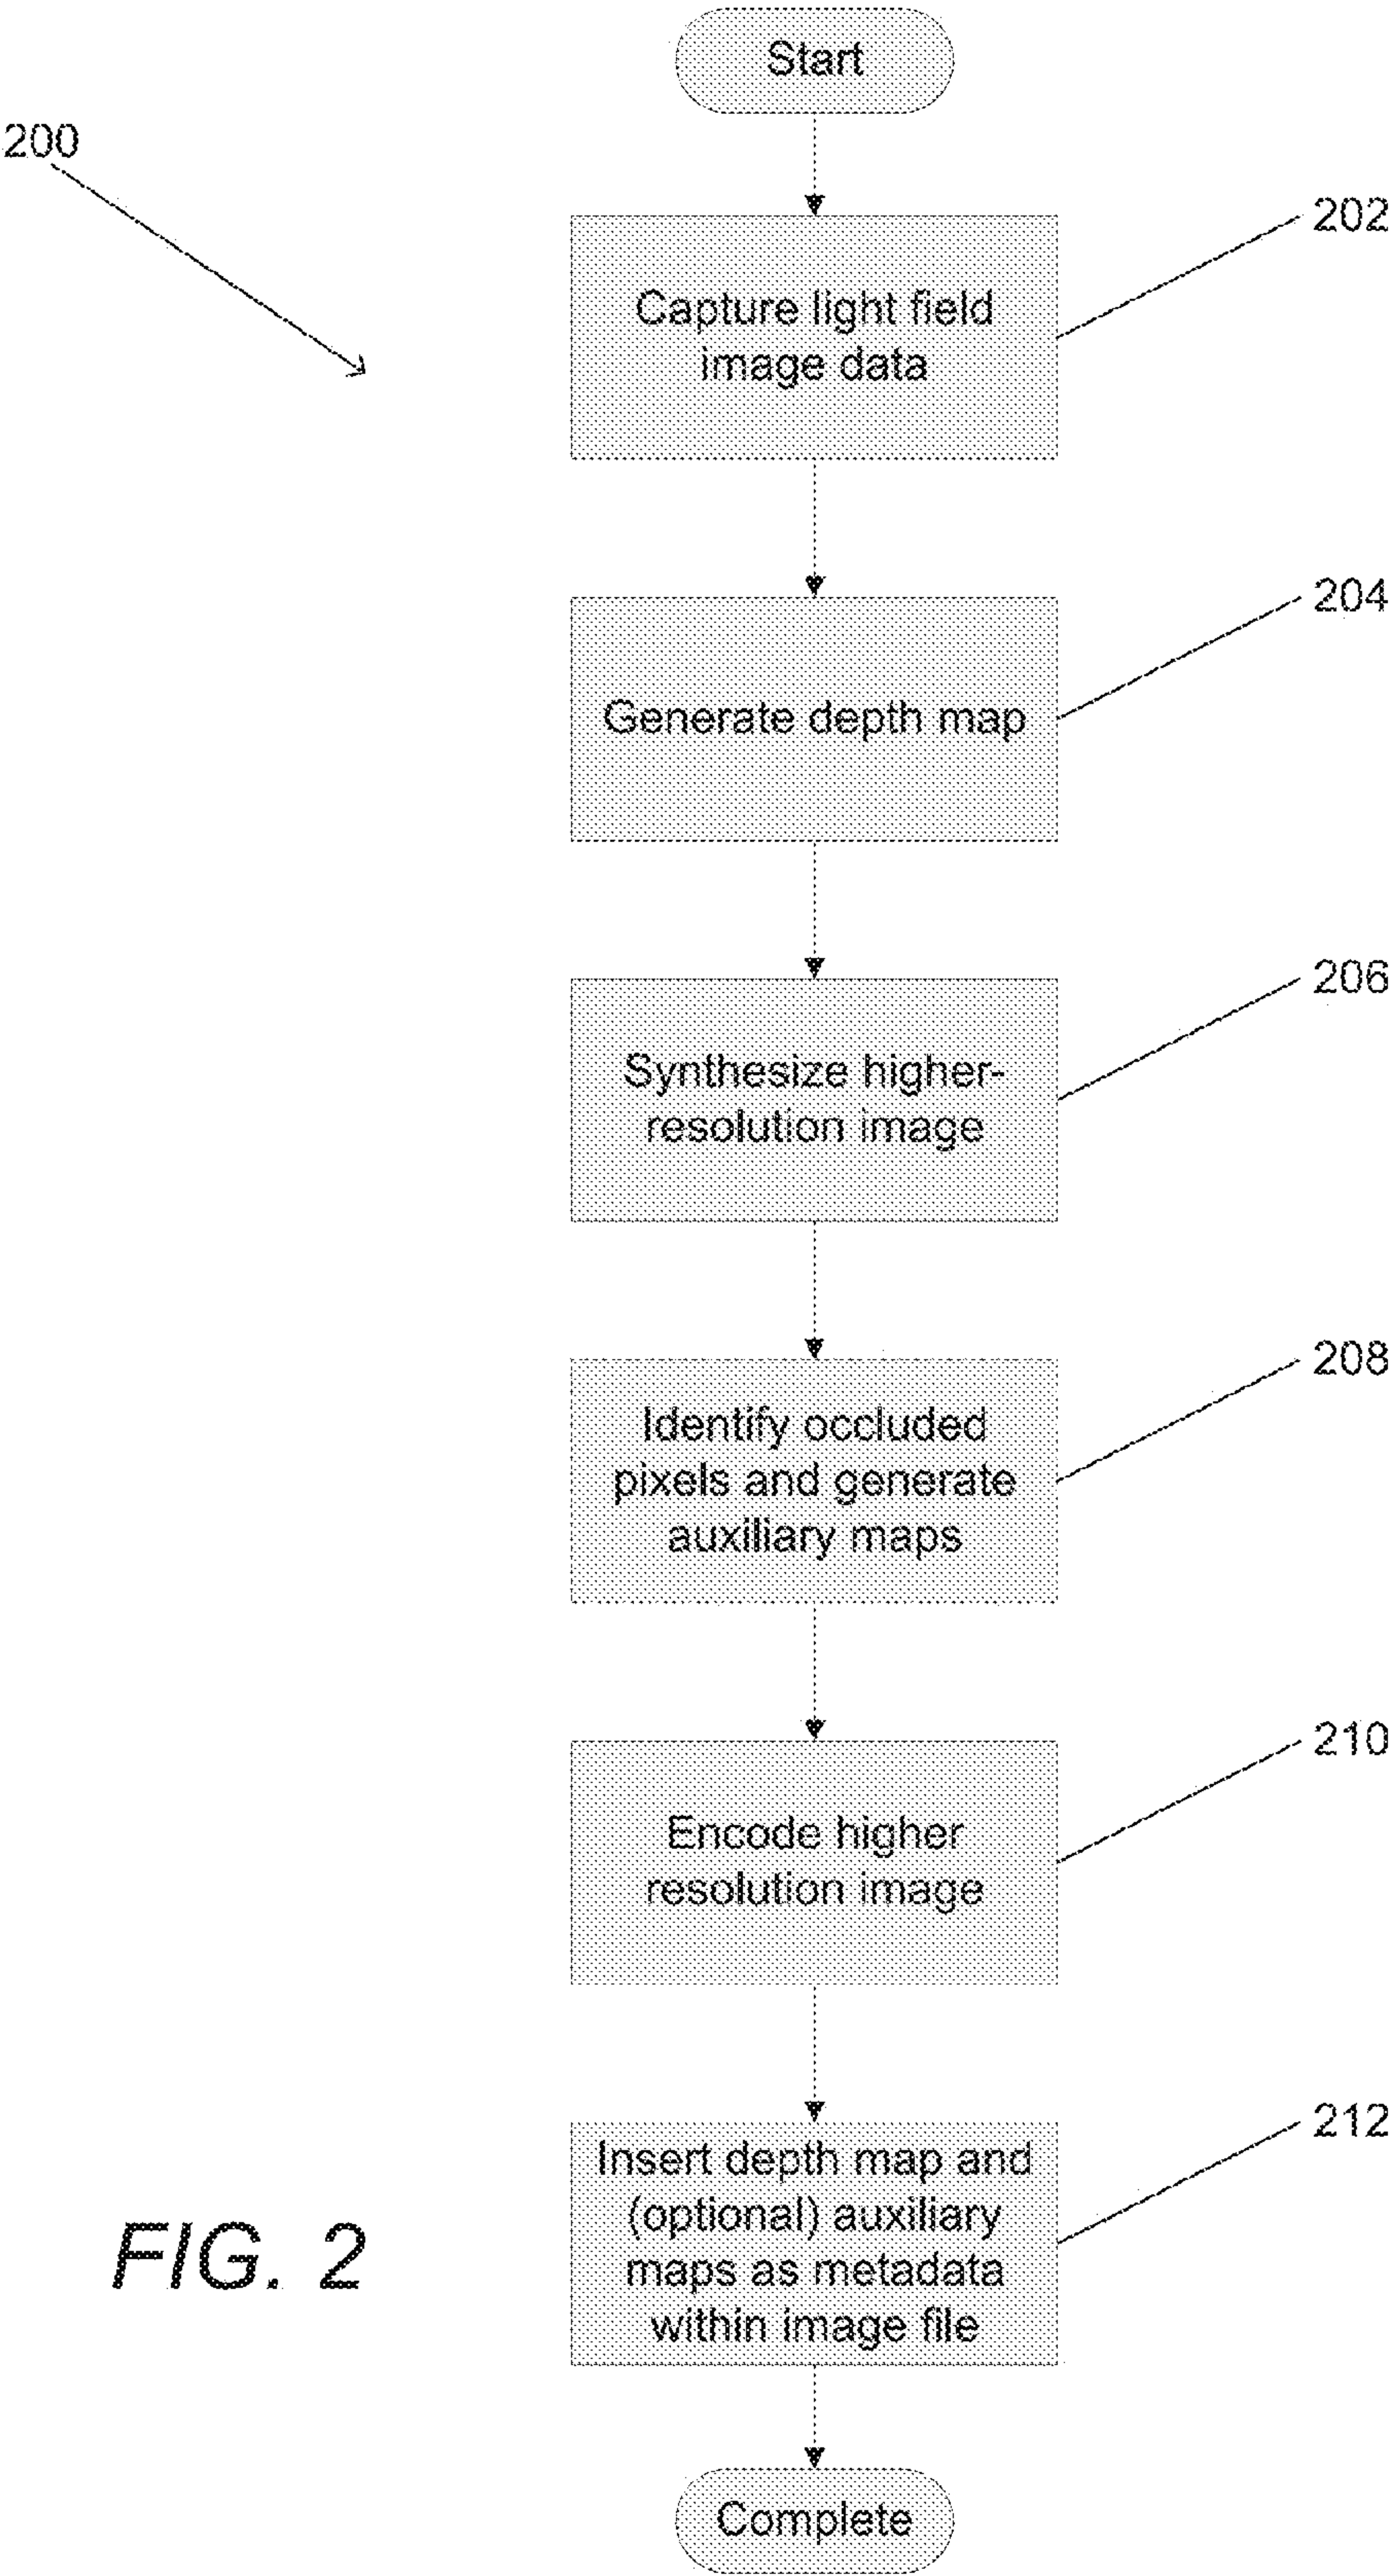 Start
200
202
Capture light field
image data
204
Generate depth map
206
Synthesize higher-
resolution image
208
Identify occluded
pixels and generate
auxiliary maps
210
Encode higher
resolution image
212
Insert depth map and
(optional) auxiliary
maps as metadata
within image file
FIG. 2
Complete